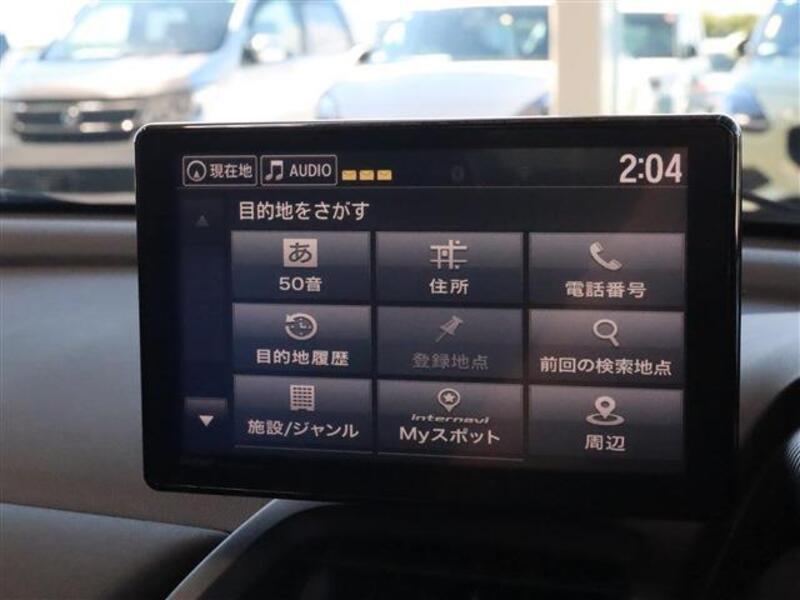 現在地 AUDIO 2:04
目的地をさがす
あ
50音 住所 電話番号
目的地履歴 登録地点 前回の検索地点
施設/ジャンル internavi Myスポット 周辺